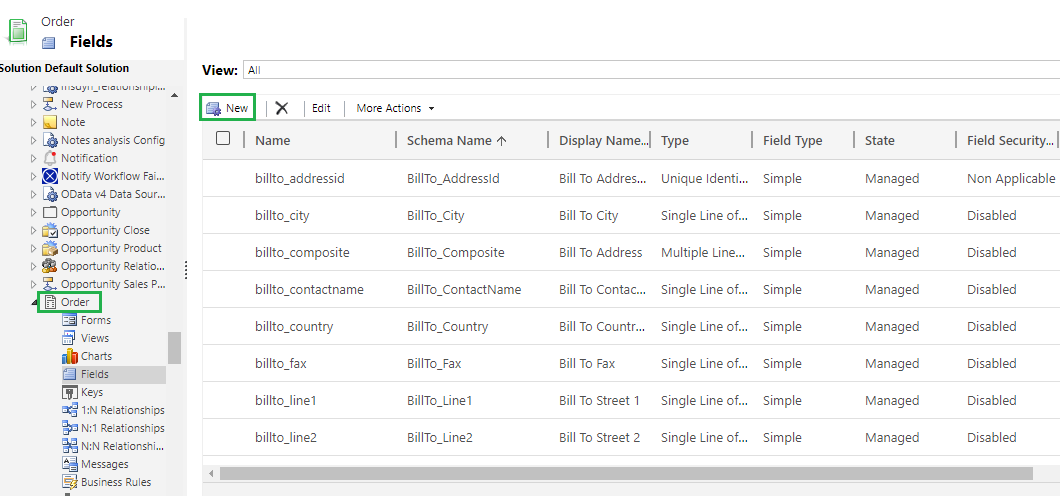 Order
Fields
Solution Default Solution
msdyn_relationshipi...
New Process
Note
Notes analysis Config
Notification
Notify Workflow Fai...
OData v4 Data Sour...
Opportunity
Opportunity Close
Opportunity Product
Opportunity Relatio...
Opportunity Sales P...
Order
Forms
Views
Charts
Fields
Keys
1:N Relationships
N:1 Relationships
N:N Relationshi...
Messages
Business Rules
View: All
New Edit More Actions
Name Schema Name Display Name... Type Field Type State Field Security...
billto_addressid BillTo_AddressId Bill To Addres... Unique Identi... Simple Managed Non Applicable
billto_city BillTo_City Bill To City Single Line of... Simple Managed Disabled
billto_composite BillTo_Composite Bill To Address Multiple Line... Simple Managed Disabled
billto_contactname BillTo_ContactName Bill To Contac... Single Line of... Simple Managed Disabled
billto_country BillTo_Country Bill To Countr... Single Line of... Simple Managed Disabled
billto_fax BillTo_Fax Bill To Fax Single Line of... Simple Managed Disabled
billto_line1 BillTo_Line1 Bill To Street 1 Single Line of... Simple Managed Disabled
billto_line2 BillTo_Line2 Bill To Street 2 Single Line of... Simple Managed Disabled